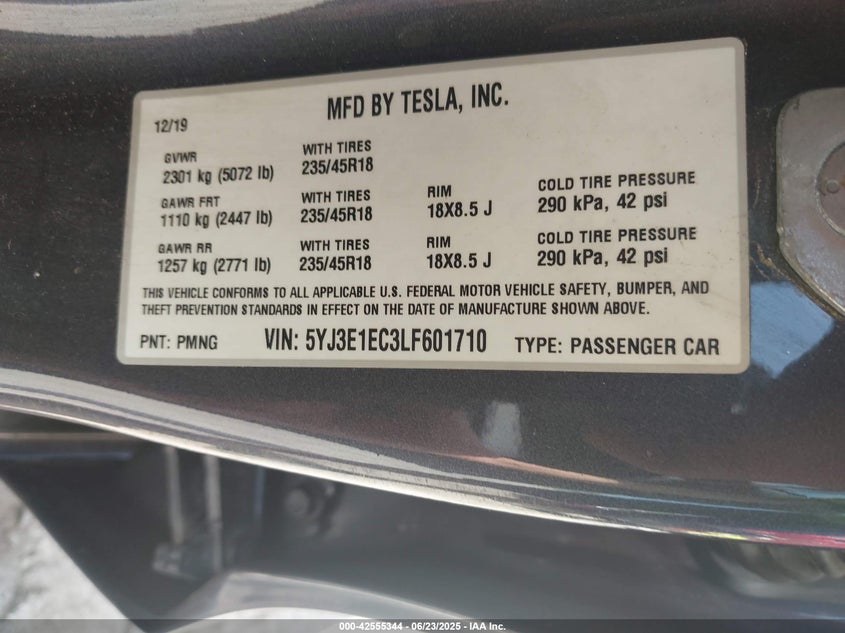 MFD BY TESLA, INC.
12/19
GVWR WITH TIRES
2301 kg (5072 lb) 235/45R18
GAWR FRT WITH TIRES RIM COLD TIRE PRESSURE
1110 kg (2447 lb) 235/45R18 18X8.5 J 290 kPa, 42 psi
GAWR RR WITH TIRES RIM COLD TIRE PRESSURE
1257 kg (2771 lb) 235/45R18 18X8.5 J 290 kPa, 42 psi
THIS VEHICLE CONFORMS TO ALL APPLICABLE U.S. FEDERAL MOTOR VEHICLE SAFETY, BUMPER, AND
THEFT PREVENTION STANDARDS IN EFFECT ON THE DATE OF MANUFACTURE SHOWN ABOVE.
PNT: PMNG VIN: 5YJ3E1EC3LF601710 TYPE: PASSENGER CAR
000-42555344 - 06/23/2025 - IAA Inc.